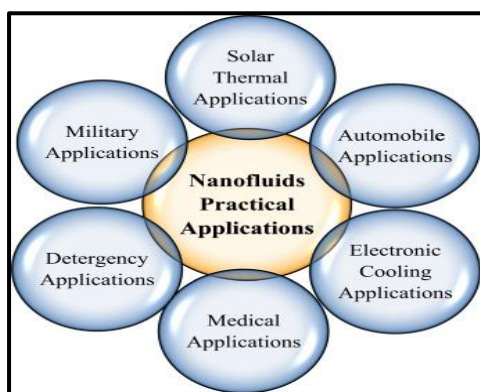 Solar
Thermal
Applications
Military
Applications
Automobile
Applications
Nanofluids
Practical
Applications
Detergency
Applications
Electronic
Cooling
Applications
Medical
Applications